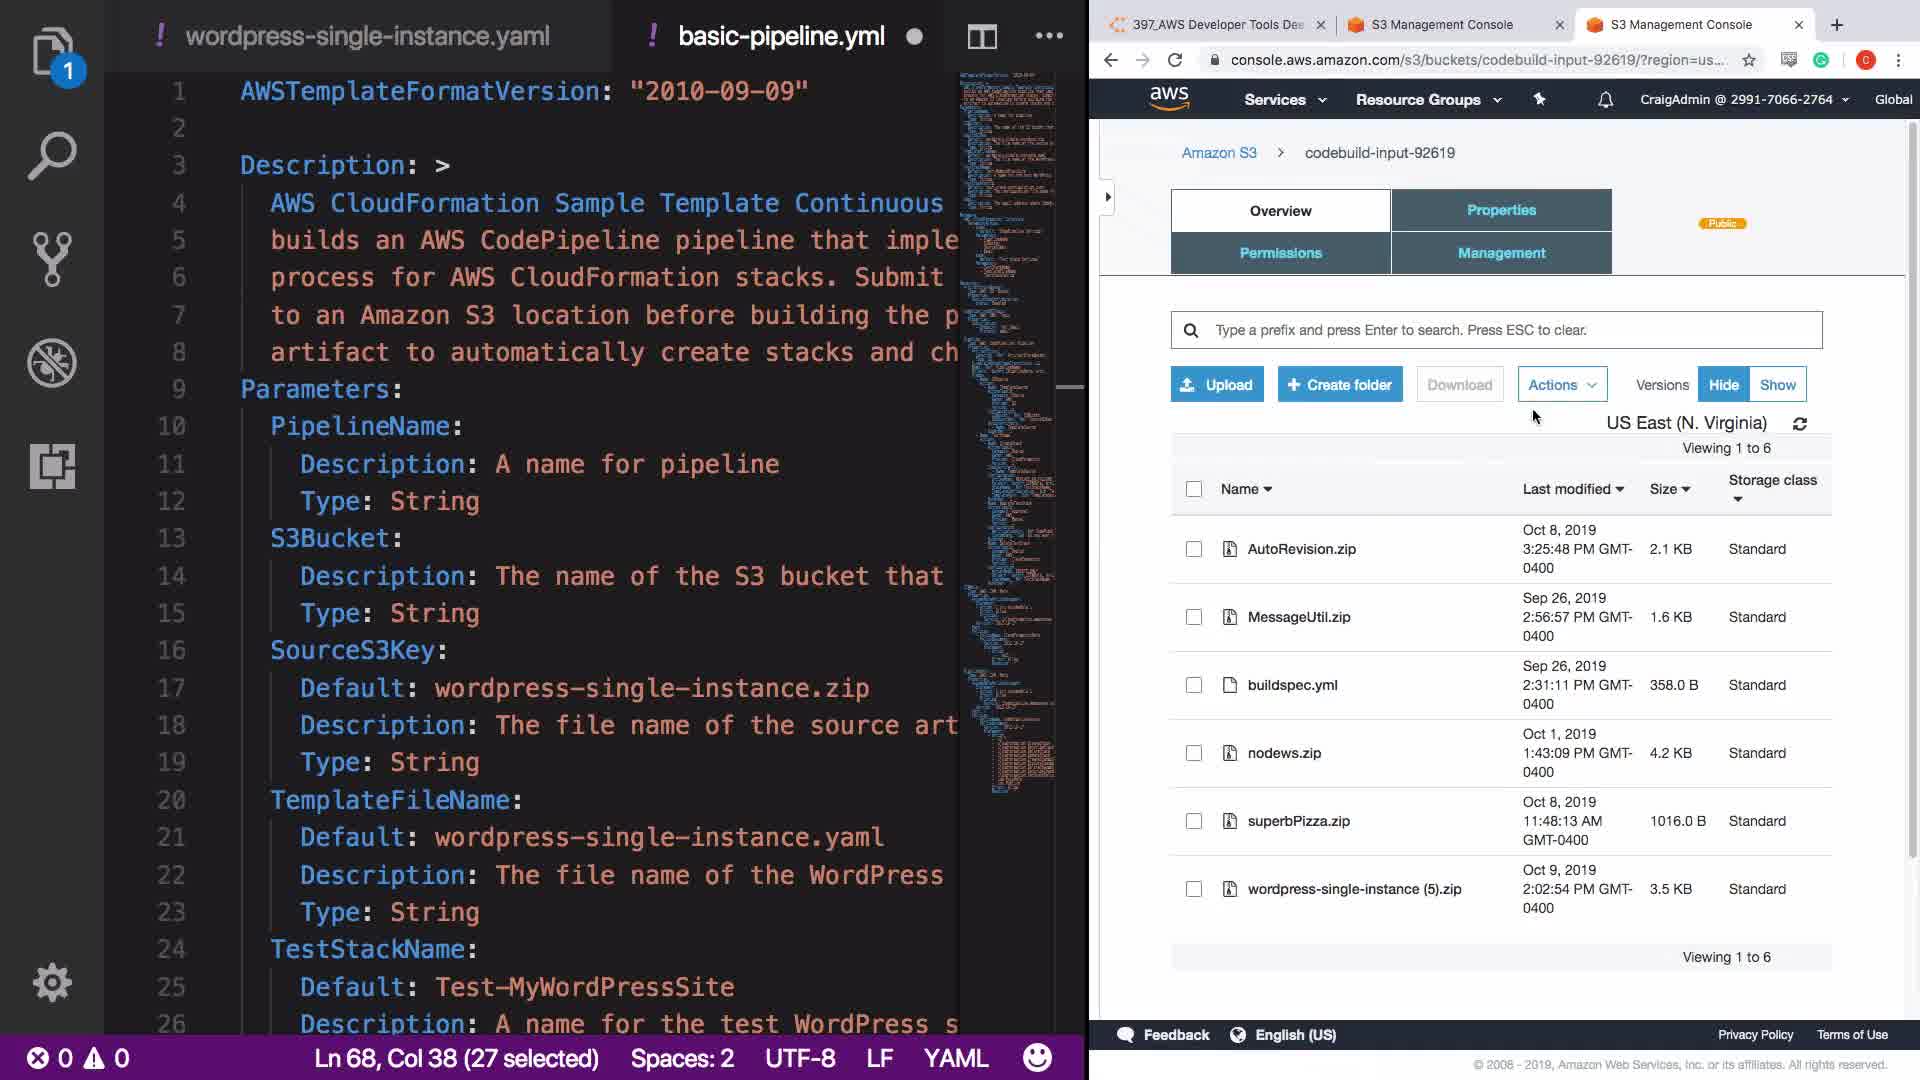 wordpress-single-instance.yaml
basic-pipeline.yml
1
1 AWSTemplateFormatVersion: "2010-09-09"
2
3 Description: >
4 AWS CloudFormation Sample Template Continuous
5 builds an AWS CodePipeline pipeline that imple
6 process for AWS CloudFormation stacks. Submit
7 to an Amazon S3 location before building the p
8 artifact to automatically create stacks and ch
9 Parameters:
10 PipelineName:
11 Description: A name for pipeline
12 Type: String
13 S3Bucket:
14 Description: The name of the S3 bucket that
15 Type: String
16 SourceS3Key:
17 Default: wordpress-single-instance.zip
18 Description: The file name of the source art
19 Type: String
20 TemplateFileName:
21 Default: wordpress-single-instance.yaml
22 Description: The file name of the WordPress
23 Type: String
24 TestStackName:
25 Default: Test-MyWordPressSite
26 Description: A name for the test WordPress s
0 0 Ln 68, Col 38 (27 selected) Spaces: 2 UTF-8 LF YAML
397_AWS Developer Tools Dee
S3 Management Console
S3 Management Console
console.aws.amazon.com/s3/buckets/codebuild-input-92619/?region=us...
C
aws Services Resource Groups CraigAdmin @ 2991-7066-2764 Global
Amazon S3 > codebuild-input-92619
Overview Properties
Public
Permissions Management
Type a prefix and press Enter to search. Press ESC to clear.
Upload + Create folder Download Actions Versions Hide Show
US East (N. Virginia)
Viewing 1 to 6
Name Last modified Size Storage class
AutoRevision.zip Oct 8, 2019 3:25:48 PM GMT-0400 2.1 KB Standard
MessageUtil.zip Sep 26, 2019 2:56:57 PM GMT-0400 1.6 KB Standard
buildspec.yml Sep 26, 2019 2:31:11 PM GMT-0400 358.0 B Standard
nodews.zip Oct 1, 2019 1:43:09 PM GMT-0400 4.2 KB Standard
superbPizza.zip Oct 8, 2019 11:48:13 AM GMT-0400 1016.0 B Standard
wordpress-single-instance (5).zip Oct 9, 2019 2:02:54 PM GMT-0400 3.5 KB Standard
Viewing 1 to 6
Feedback English (US) Privacy Policy Terms of Use
© 2008 - 2019, Amazon Web Services, Inc. or its affiliates. All rights reserved.